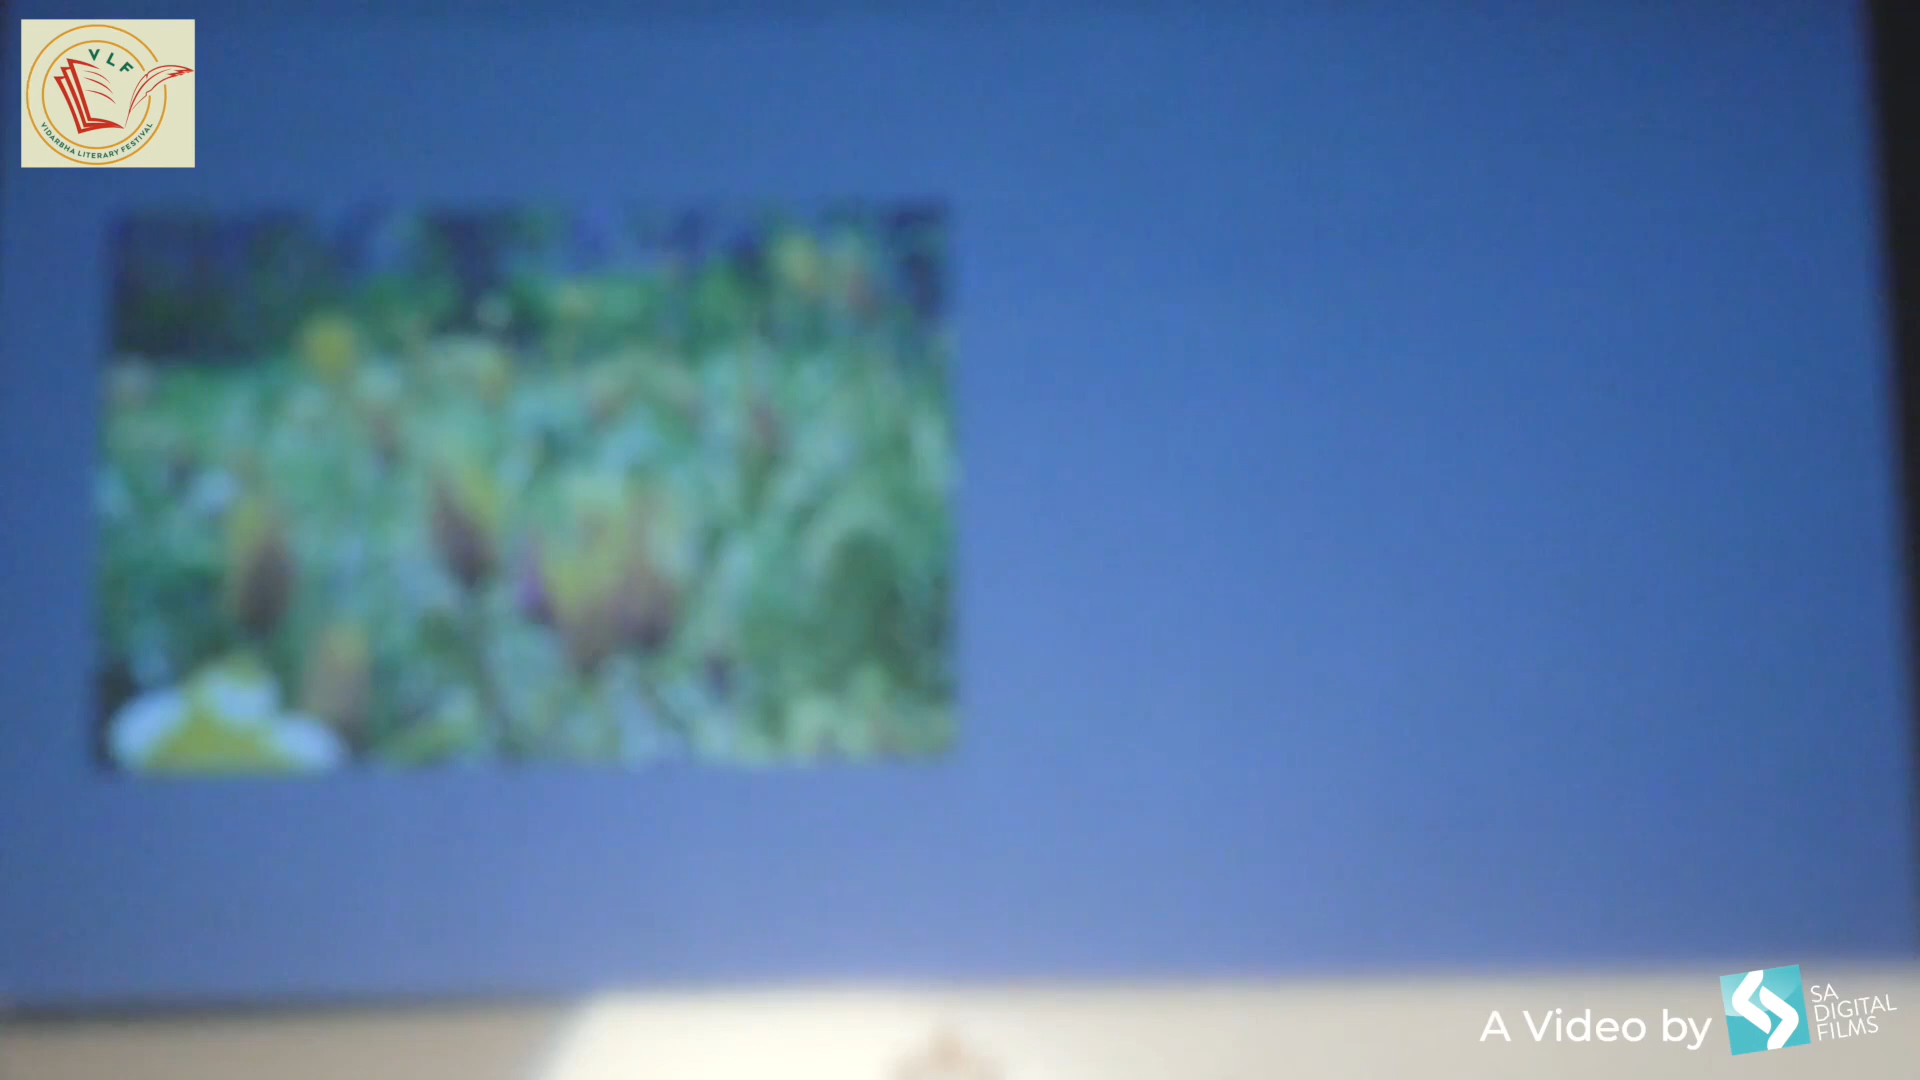 VLF
VIDARBHA LITERARY FESTIVAL
A Video by
SA
DIGITAL
FILMS